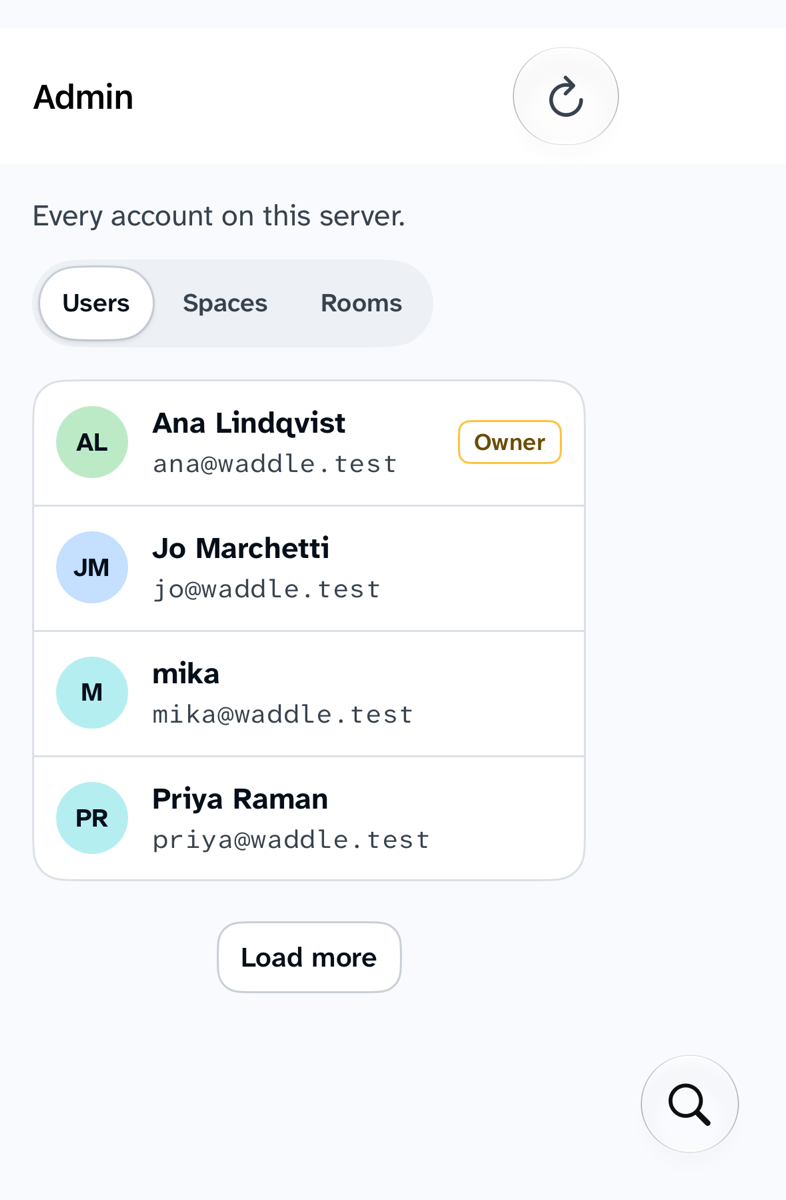 Admin
Every account on this server.
Users Spaces Rooms
AL Ana Lindqvist
ana@waddle.test
Owner
JM Jo Marchetti
jo@waddle.test
M mika
mika@waddle.test
PR Priya Raman
priya@waddle.test
Load more